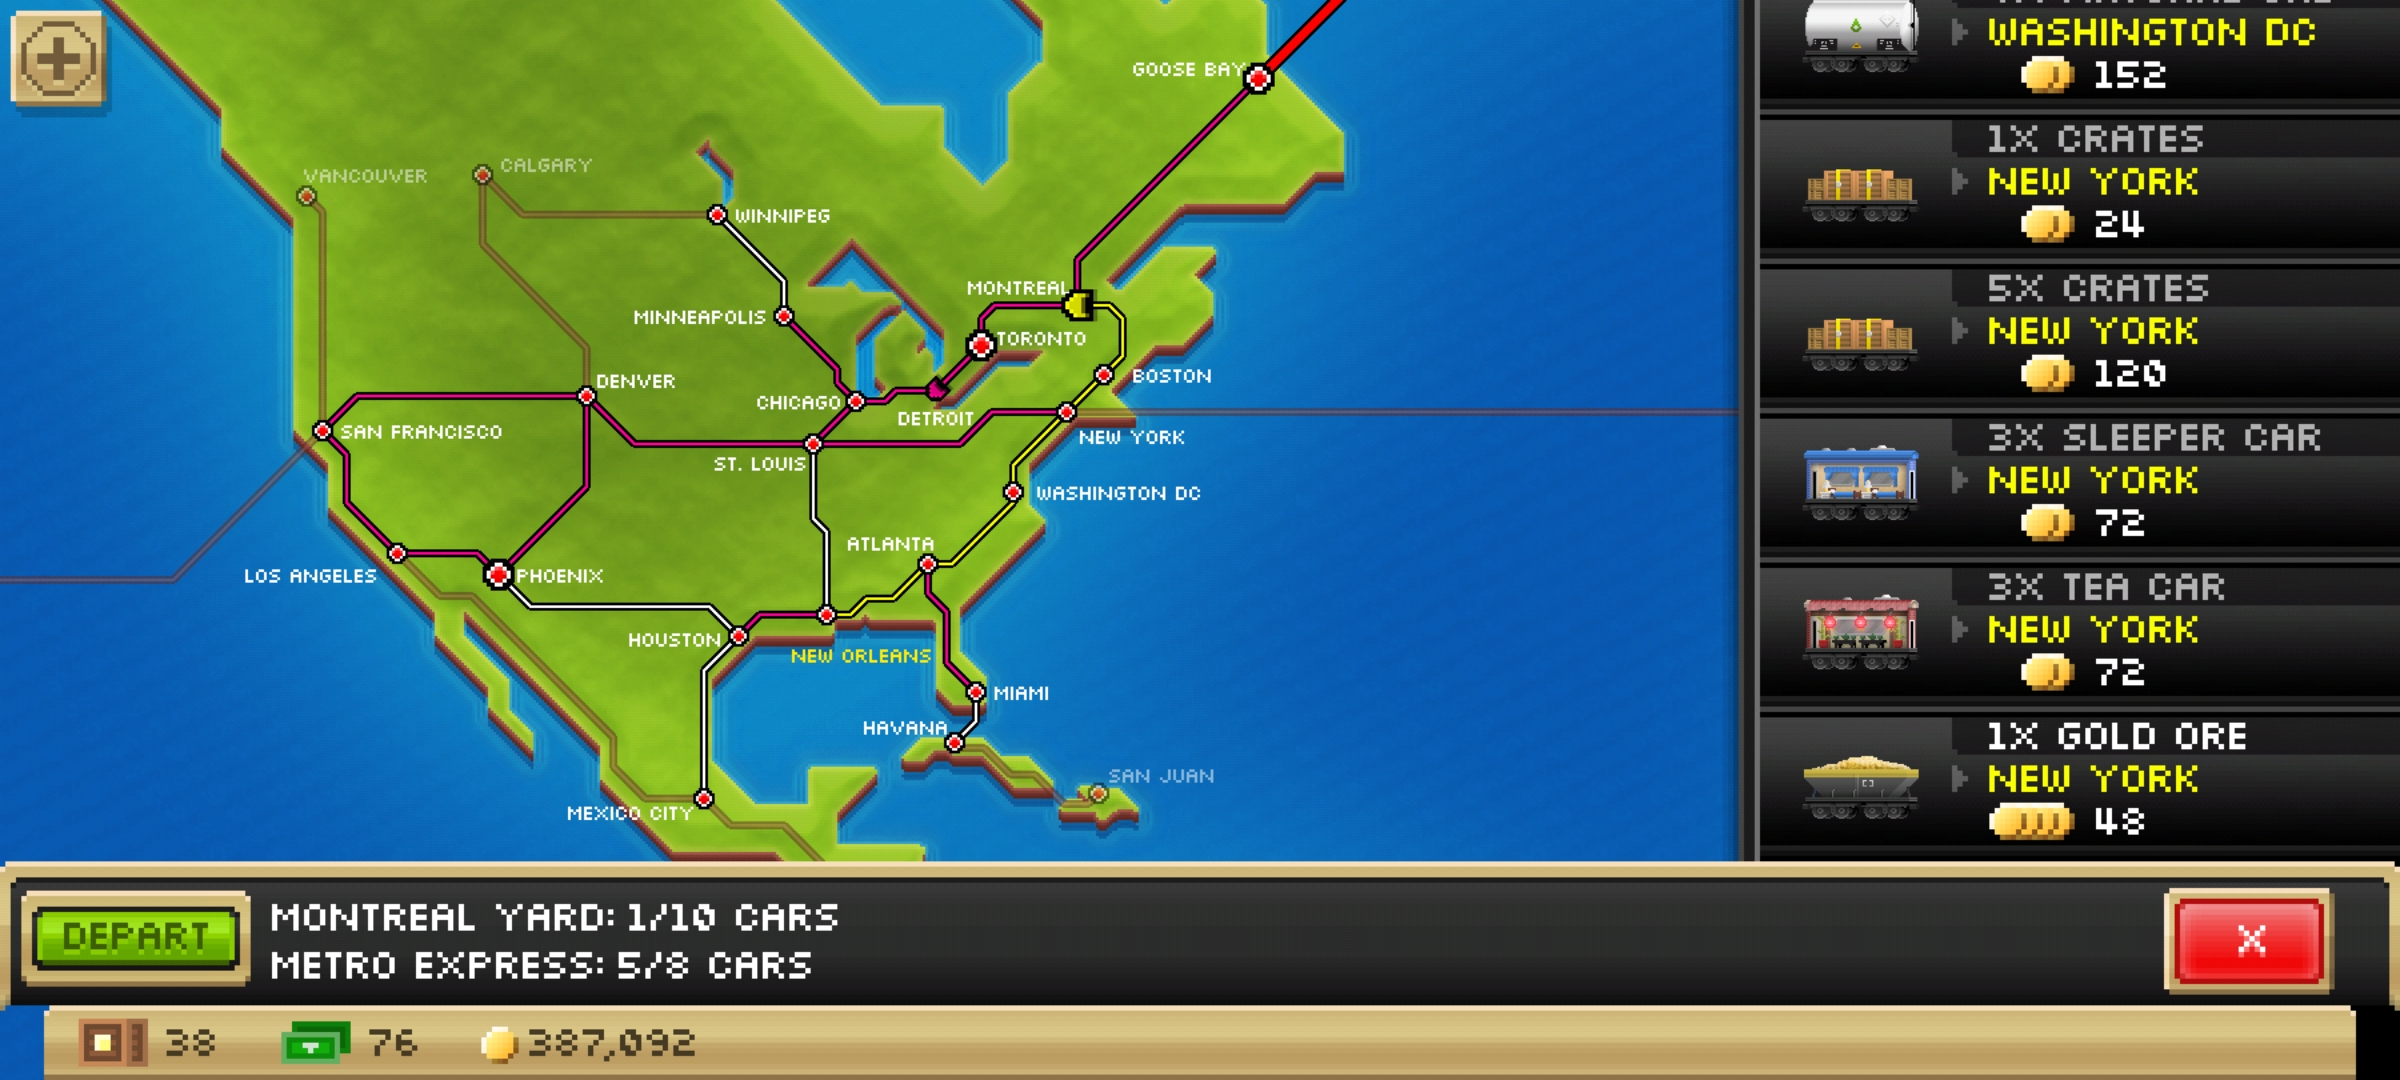 GOOSE BAY
VANCOUVER
CALGARY
WINNIPEG
MONTREAL
MINNEAPOLIS
TORONTO
BOSTON
DENVER
CHICAGO
DETROIT
SAN FRANCISCO
NEW YORK
ST. LOUIS
WASHINGTON DC
ATLANTA
LOS ANGELES
PHOENIX
HOUSTON
NEW ORLEANS
MIAMI
HAVANA
SAN JUAN
MEXICO CITY
WASHINGTON DC
152
1X CRATES
NEW YORK
24
5X CRATES
NEW YORK
120
3X SLEEPER CAR
NEW YORK
72
3X TEA CAR
NEW YORK
72
1X GOLD ORE
NEW YORK
48
DEPART
MONTREAL YARD: 1/10 CARS
METRO EXPRESS: 5/8 CARS
X
38
76
387,092